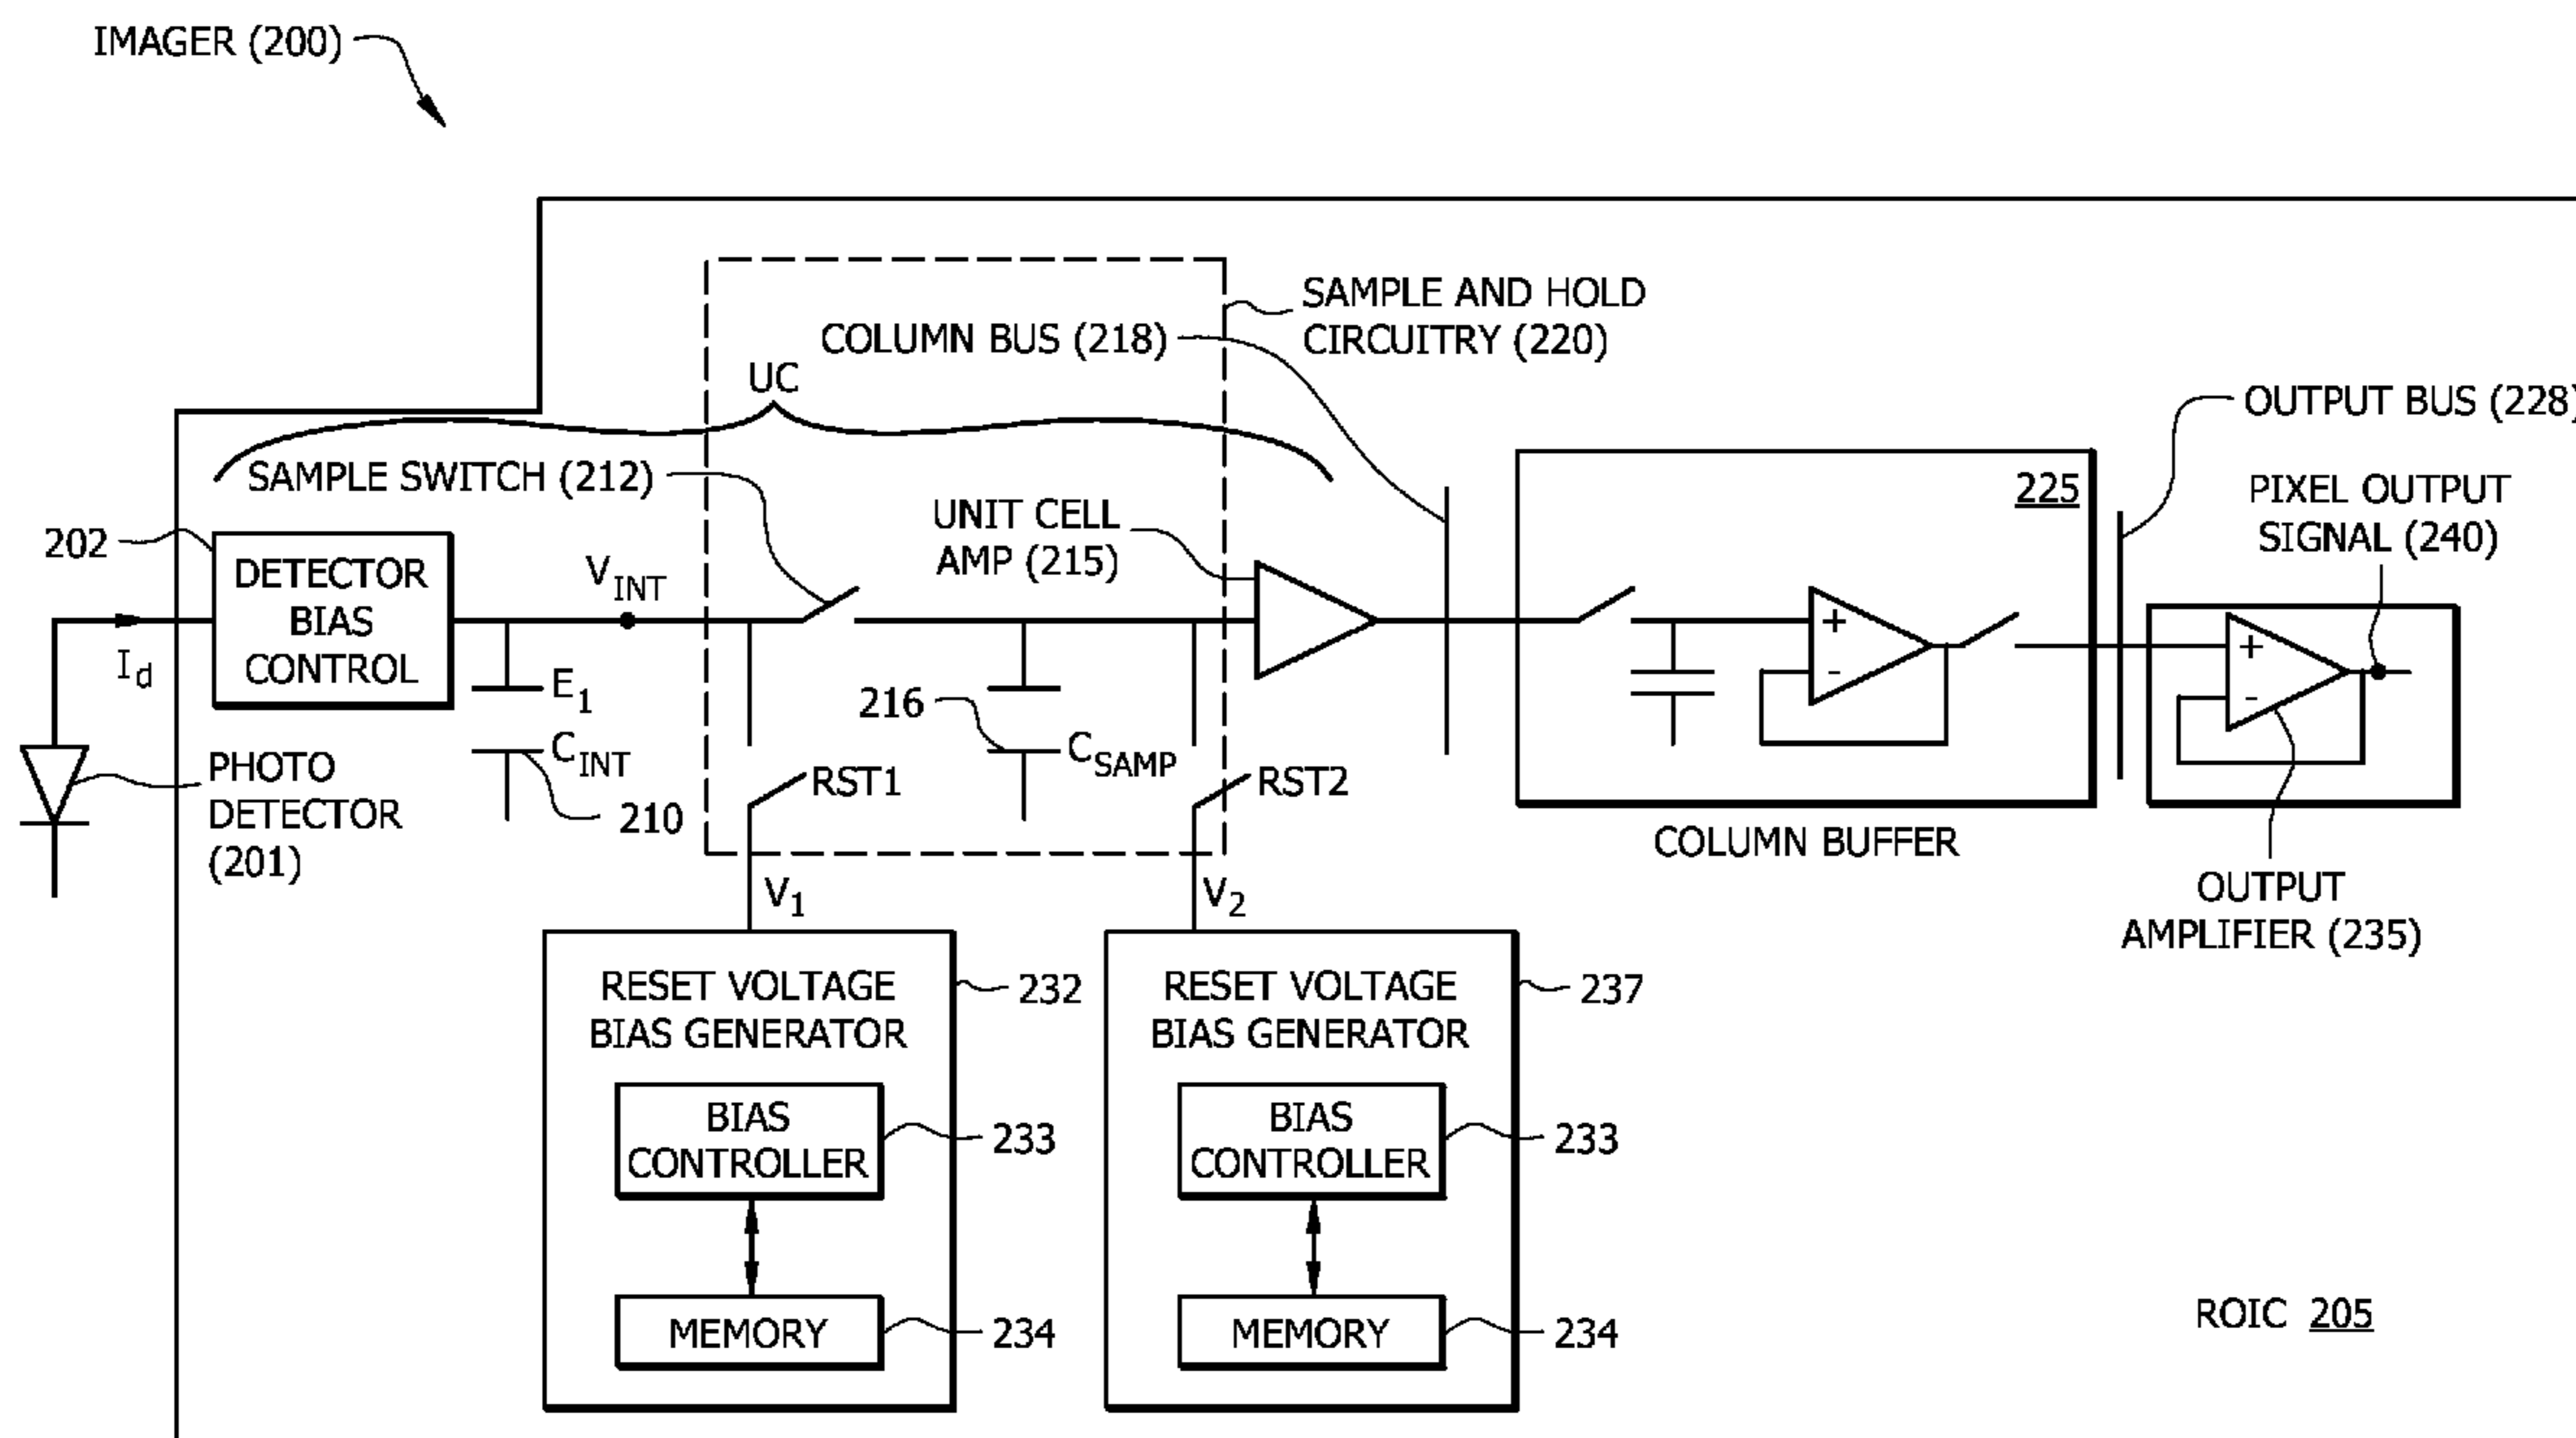 IMAGER (200)
SAMPLE AND HOLD
CIRCUITRY (220)
COLUMN BUS (218)
UC
OUTPUT BUS (228)
SAMPLE SWITCH (212)
225
PIXEL OUTPUT
SIGNAL (240)
UNIT CELL
AMP (215)
202
DETECTOR
BIAS
CONTROL
VINT
Id
E1
CINT
210
216
CSAMP
RST1
RST2
+
-
+
-
PHOTO
DETECTOR
(201)
COLUMN BUFFER
OUTPUT
AMPLIFIER (235)
V1
V2
RESET VOLTAGE
BIAS GENERATOR
232
BIAS
CONTROLLER
233
MEMORY
234
RESET VOLTAGE
BIAS GENERATOR
237
BIAS
CONTROLLER
233
MEMORY
234
ROIC 205